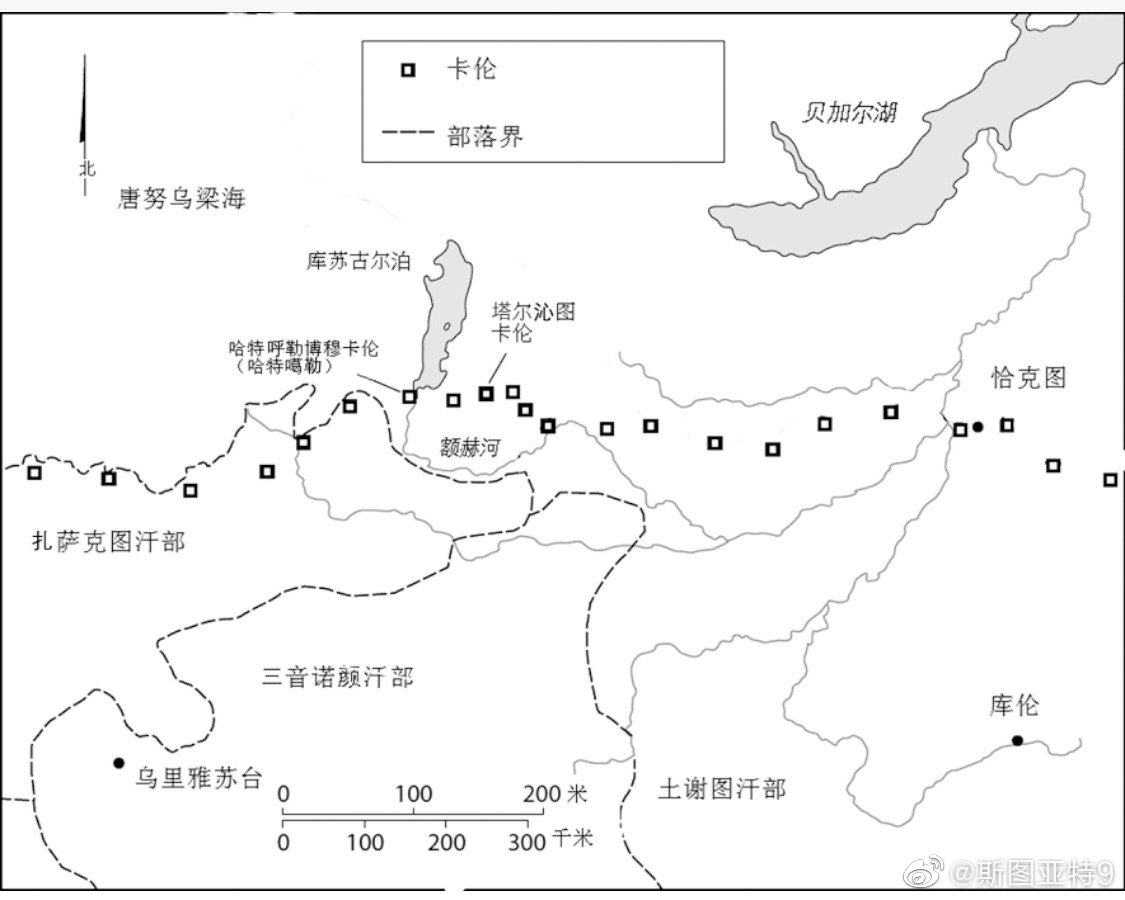 卡伦
部落界
北
贝加尔湖
唐努乌梁海
库苏古尔泊
塔尔沁图
卡伦
哈特呼勒博穆卡伦
（哈特噶勒）
恰克图
额赫河
扎萨克图汗部
三音诺颜汗部
库伦
乌里雅苏台
土谢图汗部
0 100 200 米
0 100 200 300 千米
@斯图亚特9